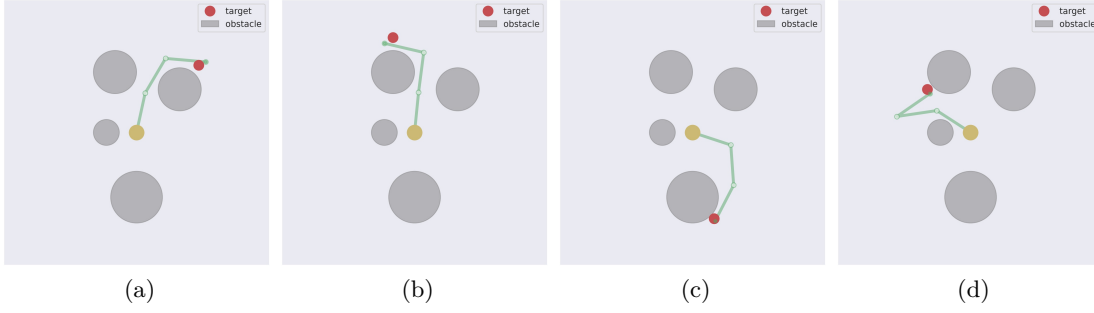 target
obstacle
target
obstacle
target
obstacle
target
obstacle
(a)
(b)
(c)
(d)